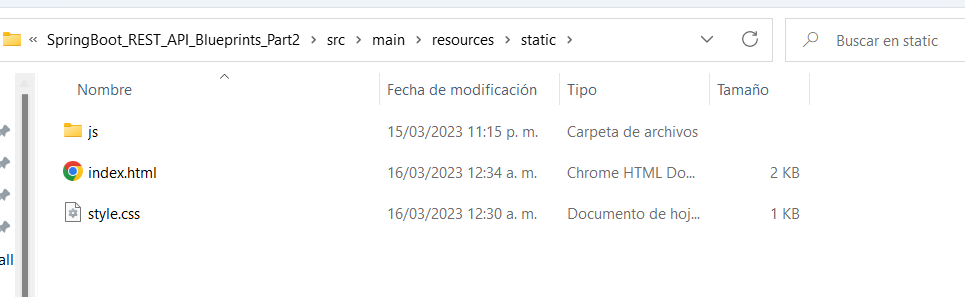 « SpringBoot_REST_API_Blueprints_Part2 > src > main > resources > static > Buscar en static
Nombre Fecha de modificación Tipo Tamaño
js 15/03/2023 11:15 p. m. Carpeta de archivos
index.html 16/03/2023 12:34 a. m. Chrome HTML Do... 2 KB
style.css 16/03/2023 12:30 a. m. Documento de hoj... 1 KB
all